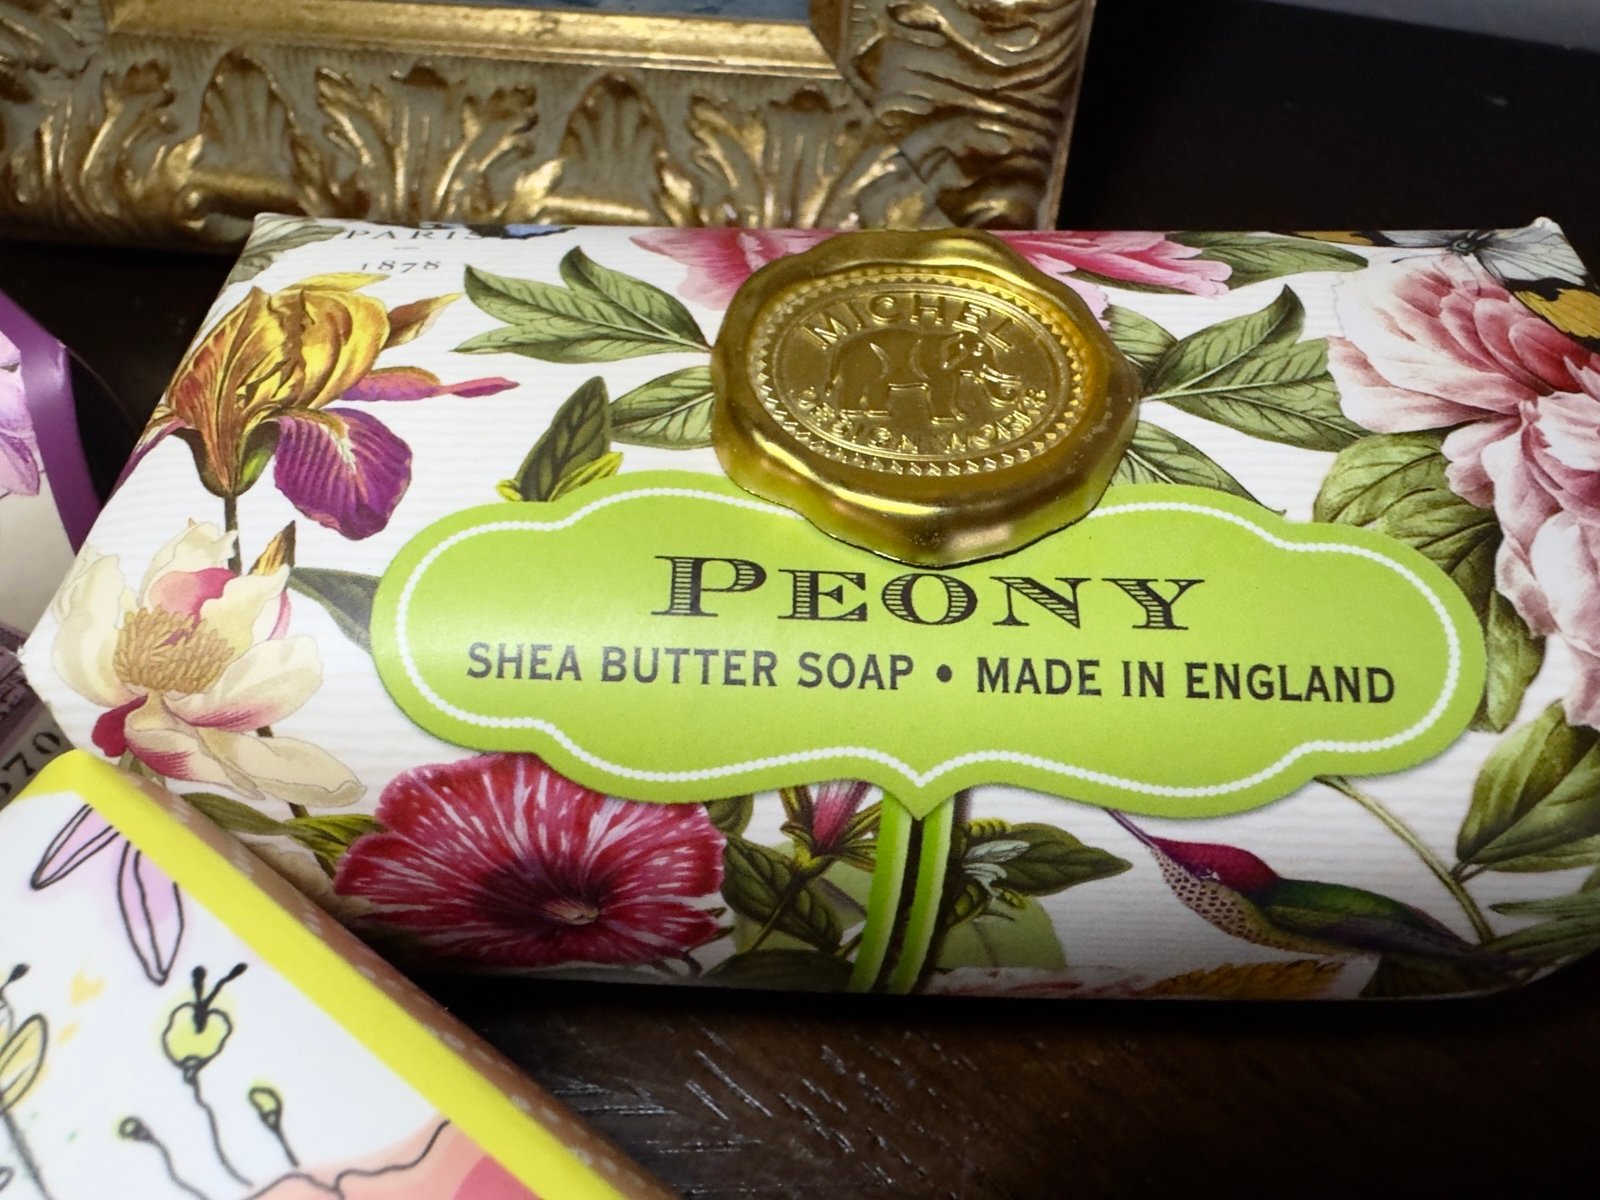 PARIS
1878
MICHEL
DESIGN WORKS
PEONY
SHEA BUTTER SOAP • MADE IN ENGLAND